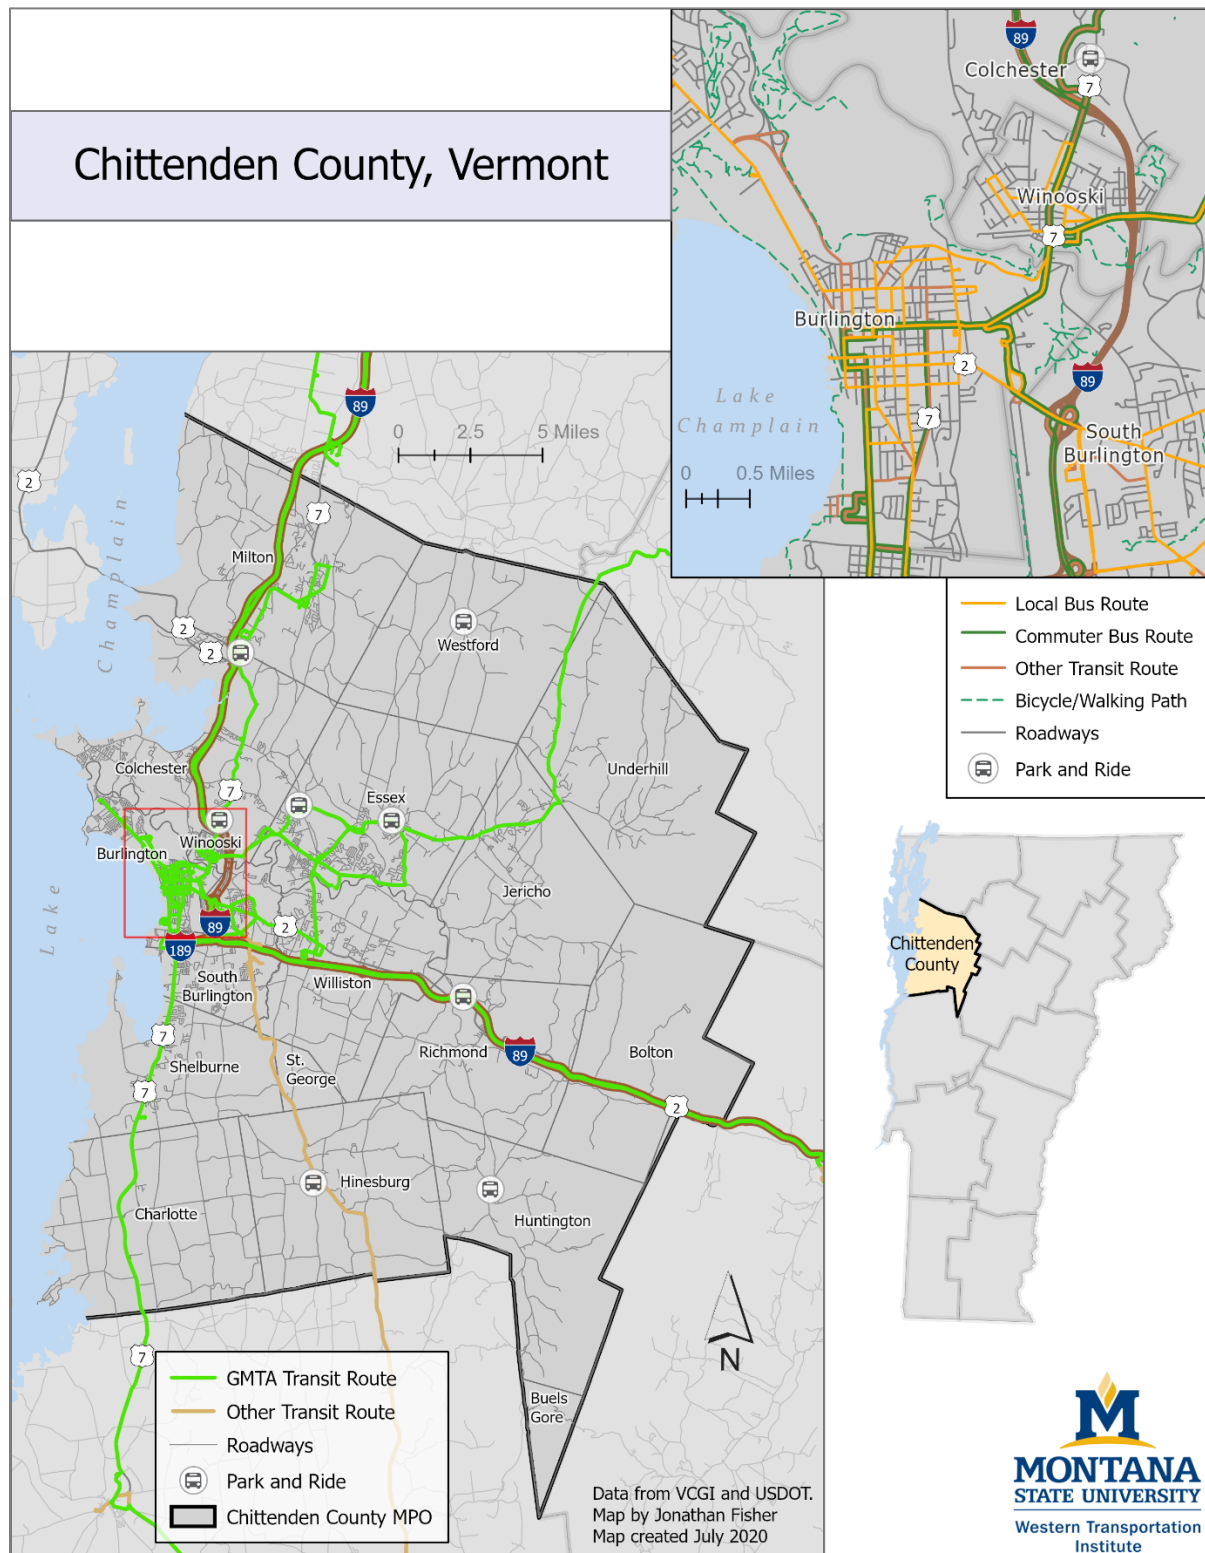 Chittenden County, Vermont
89
Colchester
7
Winooski
7
Burlington
2
89
Lake
Champlain
7
South
Burlington
0
0.5 Miles
Local Bus Route
Commuter Bus Route
Other Transit Route
Bicycle/Walking Path
Roadways
Park and Ride
89
0
2.5
5 Miles
2
7
Milton
Champlain
2
2
Westford
Colchester
7
Underhill
Essex
Winooski
Burlington
Jericho
Lake
89
2
189
South
Burlington
Williston
7
Richmond
89
Bolton
Shelburne
St.
George
7
2
Hinesburg
Charlotte
Huntington
7
N
Buels
Gore
GMTA Transit Route
Other Transit Route
Roadways
Park and Ride
Chittenden County MPO
Data from VCGI and USDOT.
Map by Jonathan Fisher
Map created July 2020
Chittenden
County
M
MONTANA
STATE UNIVERSITY
Western Transportation
Institute